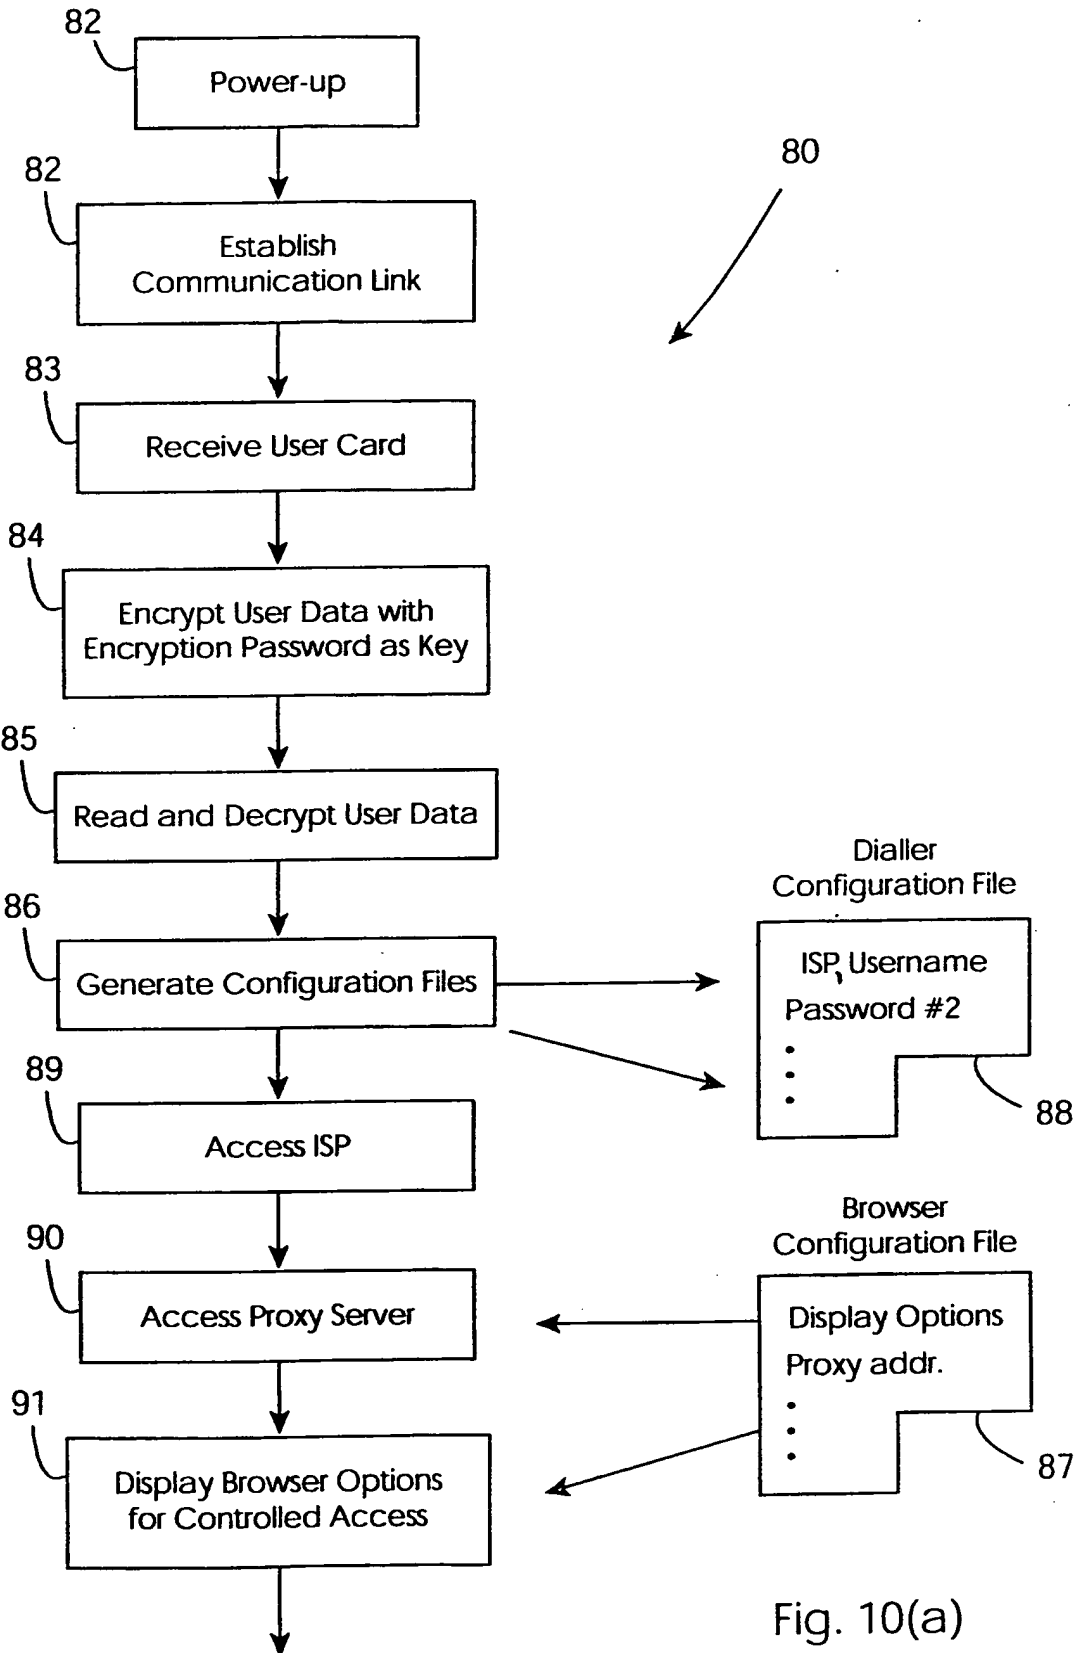 82
Power-up
80
82
Establish
Communication Link
83
Receive User Card
84
Encrypt User Data with
Encryption Password as Key
85
Read and Decrypt User Data
Dialler
Configuration File
86
Generate Configuration Files
ISP, Username
Password #2
88
89
Access ISP
Browser
Configuration File
90
Access Proxy Server
Display Options
Proxy addr.
87
91
Display Browser Options
for Controlled Access
Fig. 10(a)